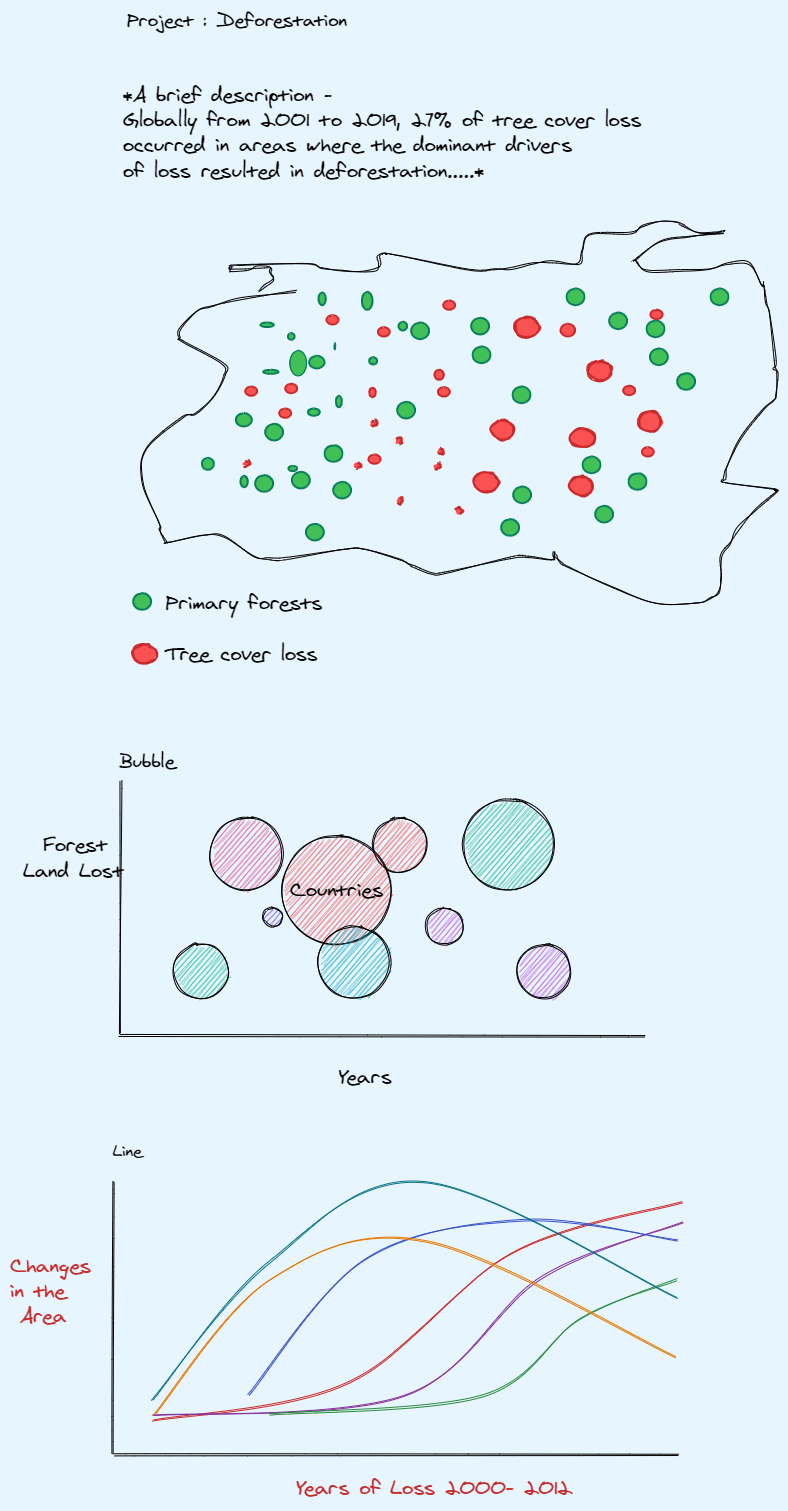 Project : Deforestation
*A brief description -
Globally from 2001 to 2019, 27% of tree cover loss
occurred in areas where the dominant drivers
of loss resulted in deforestation.....*
Primary forests
Tree cover loss
Bubble
Forest
Land Lost
Countries
Years
Line
Changes
in the
Area
Years of Loss 2000- 2012